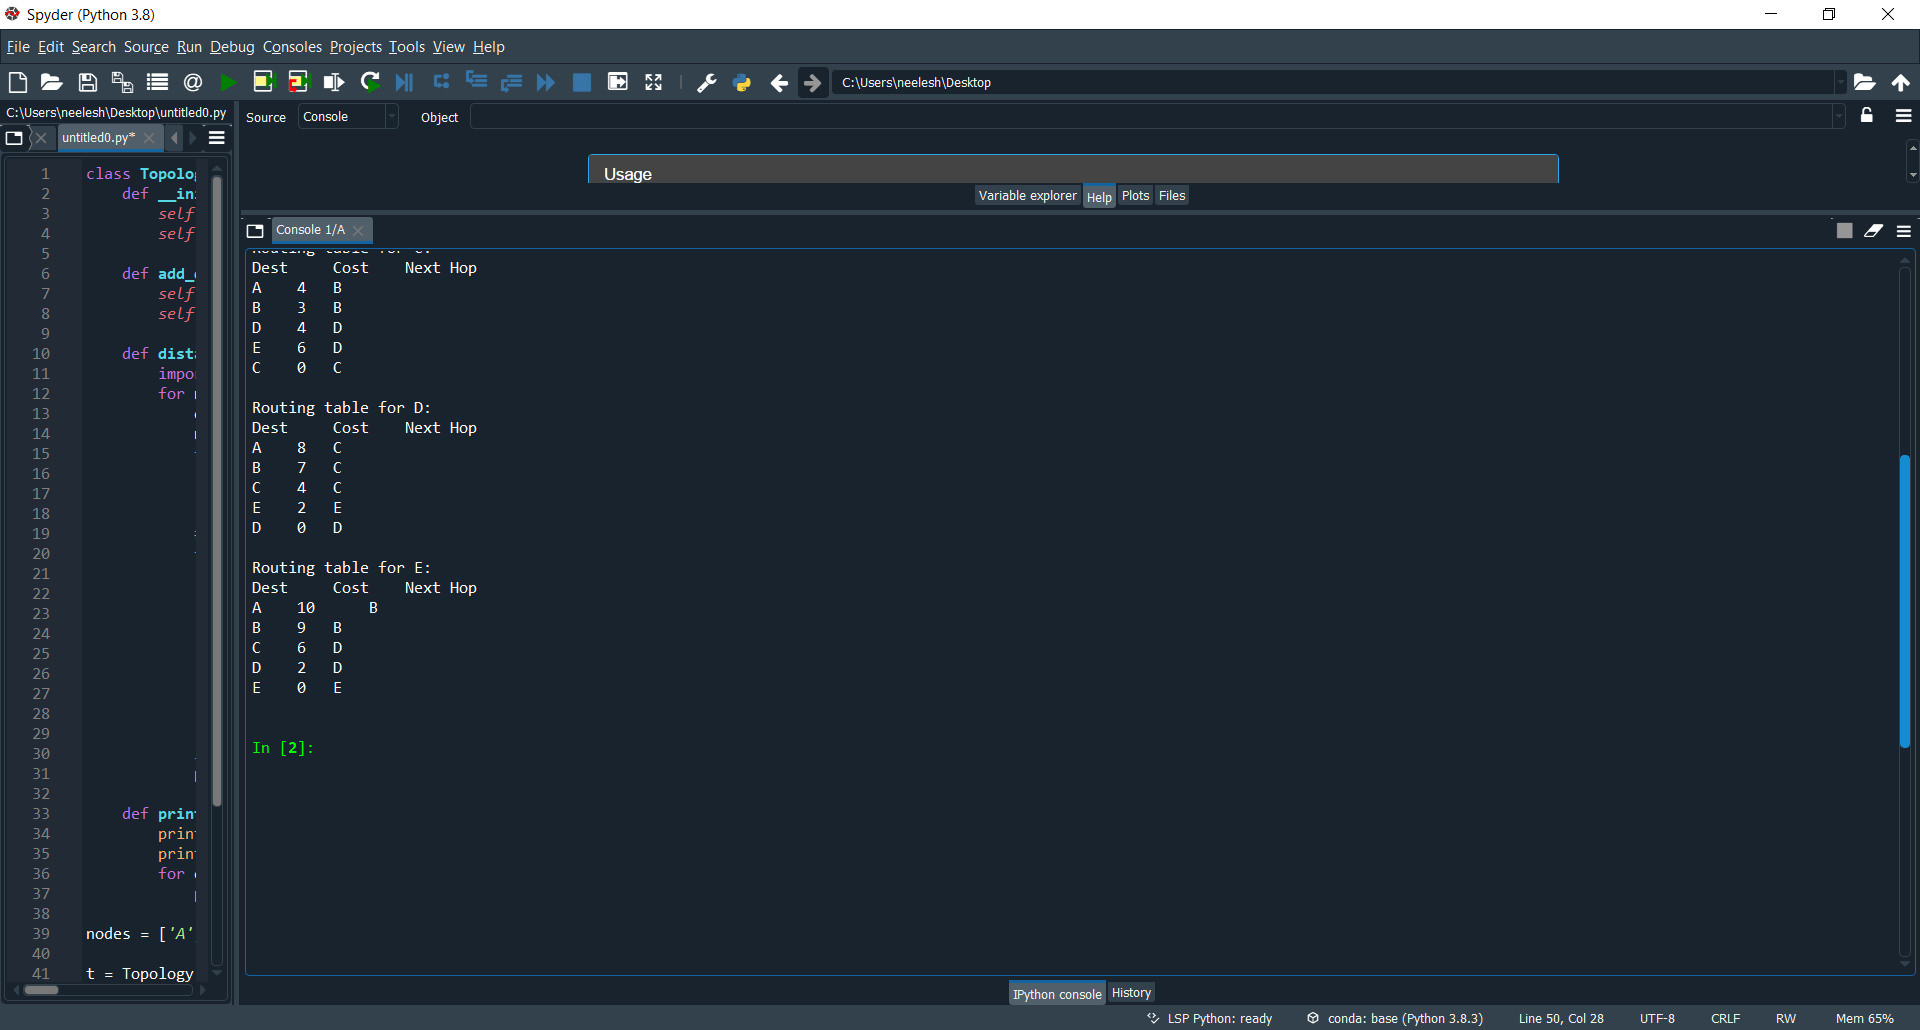 Spyder (Python 3.8)
File Edit Search Source Run Debug Consoles Projects Tools View Help
C:\Users\neelesh\Desktop
C:\Users\neelesh\Desktop\untitled0.py
Source Console Object
untitled0.py*
Usage
Variable explorer Help Plots Files
Console 1/A
1 class Topolo
2 def __in
3 self
4 self
5
6 def add_
7 self
8 self
9
10 def dist
11 impo
12 for
13
14
15
16
17
18
19
20
21
22
23
24
25
26
27
28
29
30
31
32
33 def prin
34 prin
35 prin
36 for
37
38
39 nodes = ['A'
40
41 t = Topology
Routing table for C:
Dest Cost Next Hop
A 4 B
B 3 B
D 4 D
E 6 D
C 0 C
Routing table for D:
Dest Cost Next Hop
A 8 C
B 7 C
C 4 C
E 2 E
D 0 D
Routing table for E:
Dest Cost Next Hop
A 10 B
B 9 B
C 6 D
D 2 D
E 0 E
In [2]:
IPython console History
LSP Python: ready conda: base (Python 3.8.3) Line 50, Col 28 UTF-8 CRLF RW Mem 65%